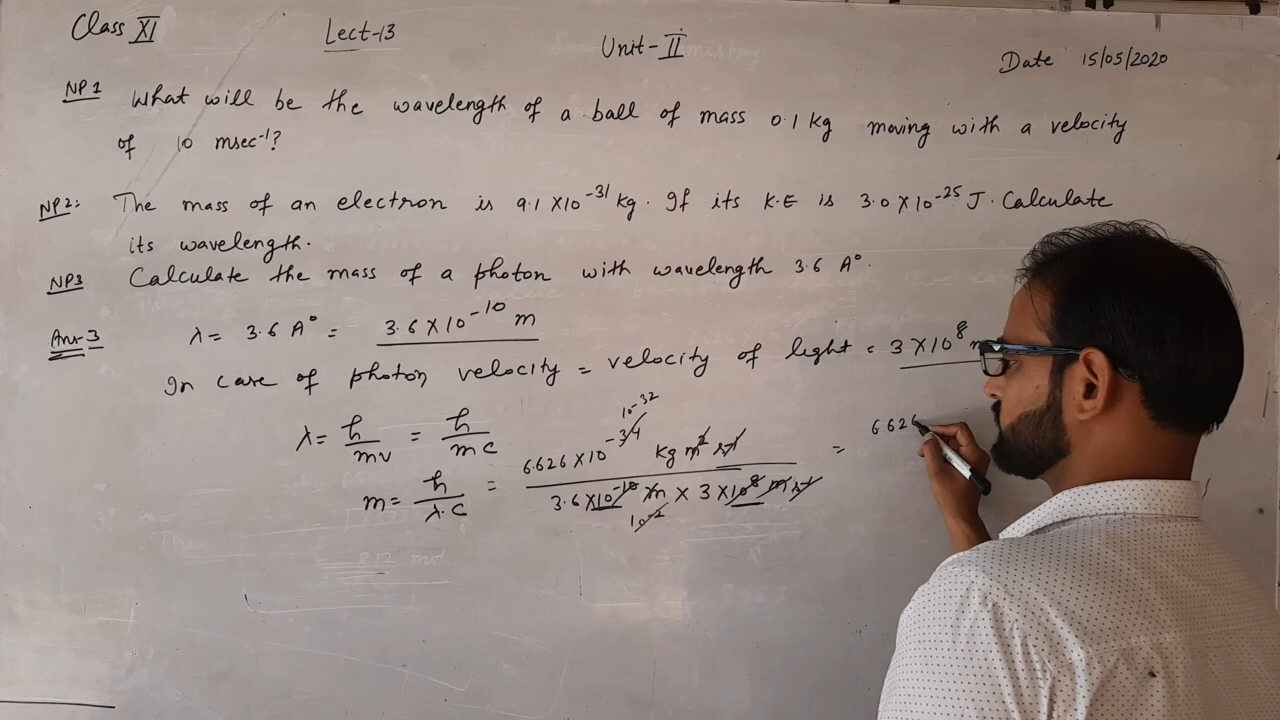 Class XI Lect-13 Unit-II Date 15/05/2020
NP1 What will be the wavelength of a ball of mass 0.1 kg moving with a velocity
of 10 msec⁻¹?
NP2: The mass of an electron is 9.1 X10⁻³¹ kg. If its K.E is 3.0 X10⁻²⁵ J. Calculate
its wavelength.
NP3 Calculate the mass of a photon with wavelength 3.6 A°.
Ans-3 λ = 3.6 A° = 3.6 X10⁻¹⁰ m
In case of photon velocity = velocity of light = 3 X10⁸ m
λ = h/mv = h/mc
m = h/λ.c = 6.626 X10⁻³⁴ kg m² s⁻¹ / 3.6 X10⁻¹⁰ m X 3 X10⁸ m s⁻¹ = 6626
10⁻³²
10⁻²